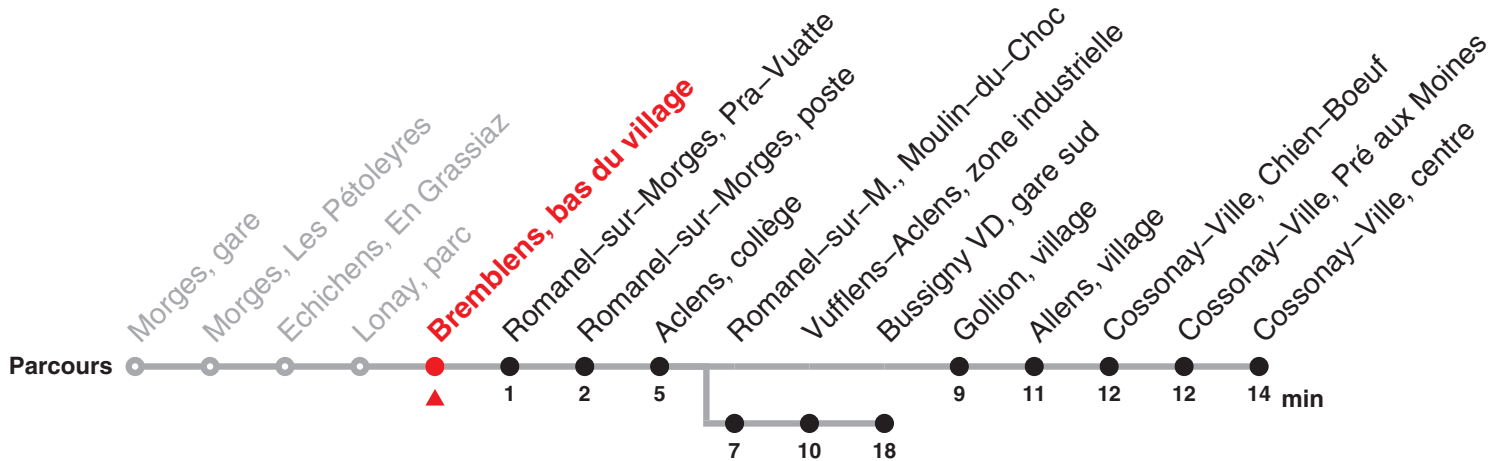 Morges, gare
Morges, Les Pétoleyres
Echichens, En Grassiaz
Lonay, parc
Bremblens, bas du village
Romanel–sur–Morges, Pra–Vuatte
Romanel–sur–Morges, poste
Aclens, collège
Romanel–sur–M., Moulin–du–Choc
Vufflens–Aclens, zone industrielle
Bussigny VD, gare sud
Gollion, village
Allens, village
Cossonay–Ville, Chien–Boeuf
Cossonay–Ville, Pré aux Moines
Cossonay–Ville, centre
Parcours
1 2 5 9 11 12 12 14 min
7 10 18